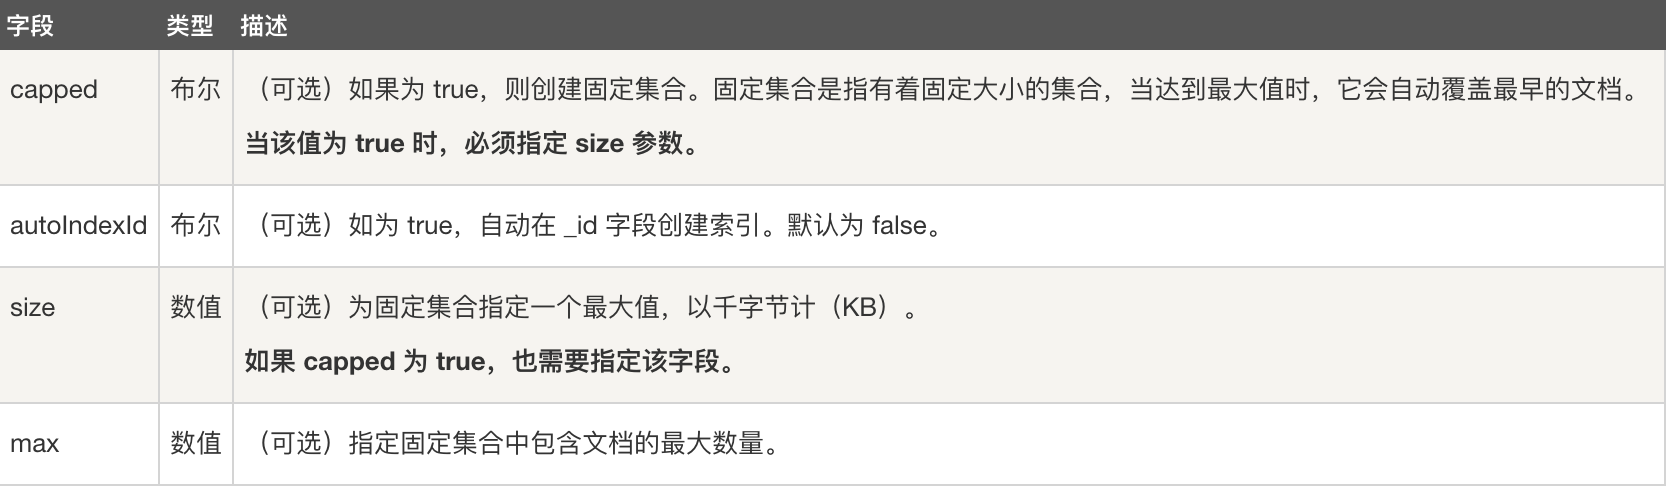 字段 类型 描述
capped 布尔 （可选）如果为 true，则创建固定集合。固定集合是指有着固定大小的集合，当达到最大值时，它会自动覆盖最早的文档。
当该值为 true 时，必须指定 size 参数。
autoIndexId 布尔 （可选）如为 true，自动在 _id 字段创建索引。默认为 false。
size 数值 （可选）为固定集合指定一个最大值，以千字节计（KB）。
如果 capped 为 true，也需要指定该字段。
max 数值 （可选）指定固定集合中包含文档的最大数量。